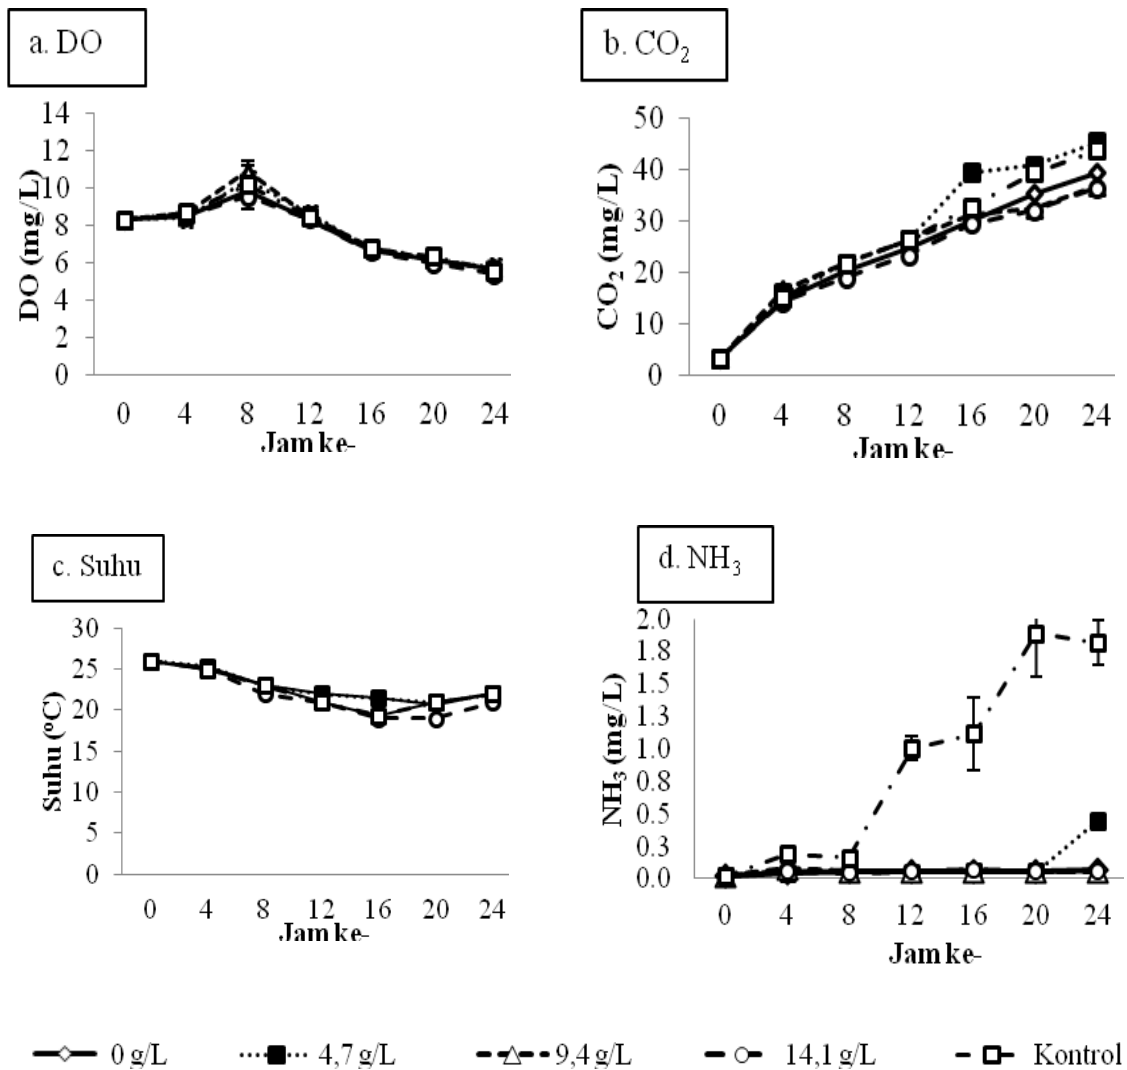 a. DO
b. CO₂
14
12
10
8
6
4
2
0
DO (mg/L)
0 4 8 12 16 20 24
Jam ke-
50
40
30
20
10
0
CO₂ (mg/L)
0 4 8 12 16 20 24
Jam ke-
c. Suhu
d. NH₃
30
25
20
15
10
5
0
Suhu (°C)
0 4 8 12 16 20 24
Jam ke-
2.0
1.8
1.5
1.3
1.0
0.8
0.5
0.3
0.0
NH₃ (mg/L)
0 4 8 12 16 20 24
Jam ke-
0 g/L 4,7 g/L 9,4 g/L 14,1 g/L Kontrol